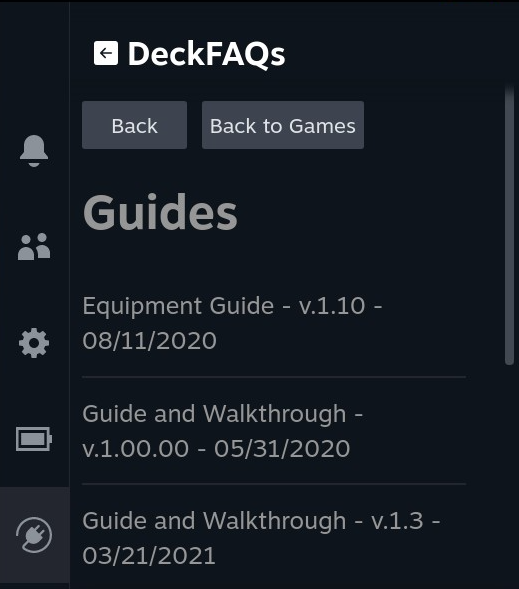 DeckFAQs
Back
Back to Games
Guides
Equipment Guide - v.1.10 -
08/11/2020
Guide and Walkthrough -
v.1.00.00 - 05/31/2020
Guide and Walkthrough - v.1.3 -
03/21/2021